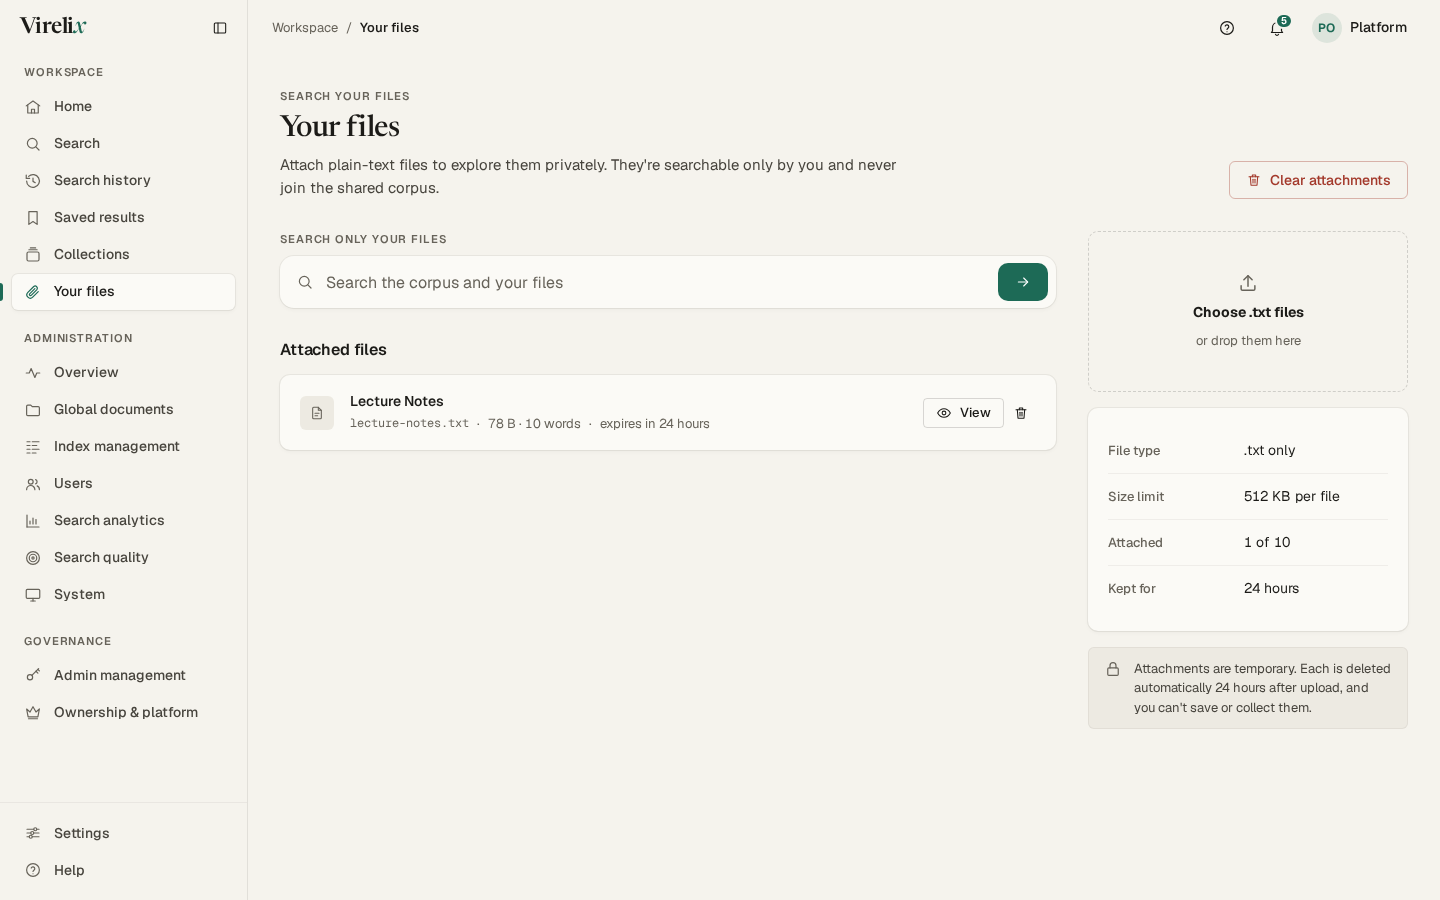 Virelix
WORKSPACE
Home
Search
Search history
Saved results
Collections
Your files
ADMINISTRATION
Overview
Global documents
Index management
Users
Search analytics
Search quality
System
GOVERNANCE
Admin management
Ownership & platform
Settings
Help
Workspace / Your files
5
PO Platform
SEARCH YOUR FILES
Your files
Attach plain-text files to explore them privately. They're searchable only by you and never
join the shared corpus.
Clear attachments
SEARCH ONLY YOUR FILES
Search the corpus and your files
Attached files
Lecture Notes
lecture-notes.txt · 78 B · 10 words · expires in 24 hours
View
Choose .txt files
or drop them here
File type .txt only
Size limit 512 KB per file
Attached 1 of 10
Kept for 24 hours
Attachments are temporary. Each is deleted
automatically 24 hours after upload, and
you can't save or collect them.